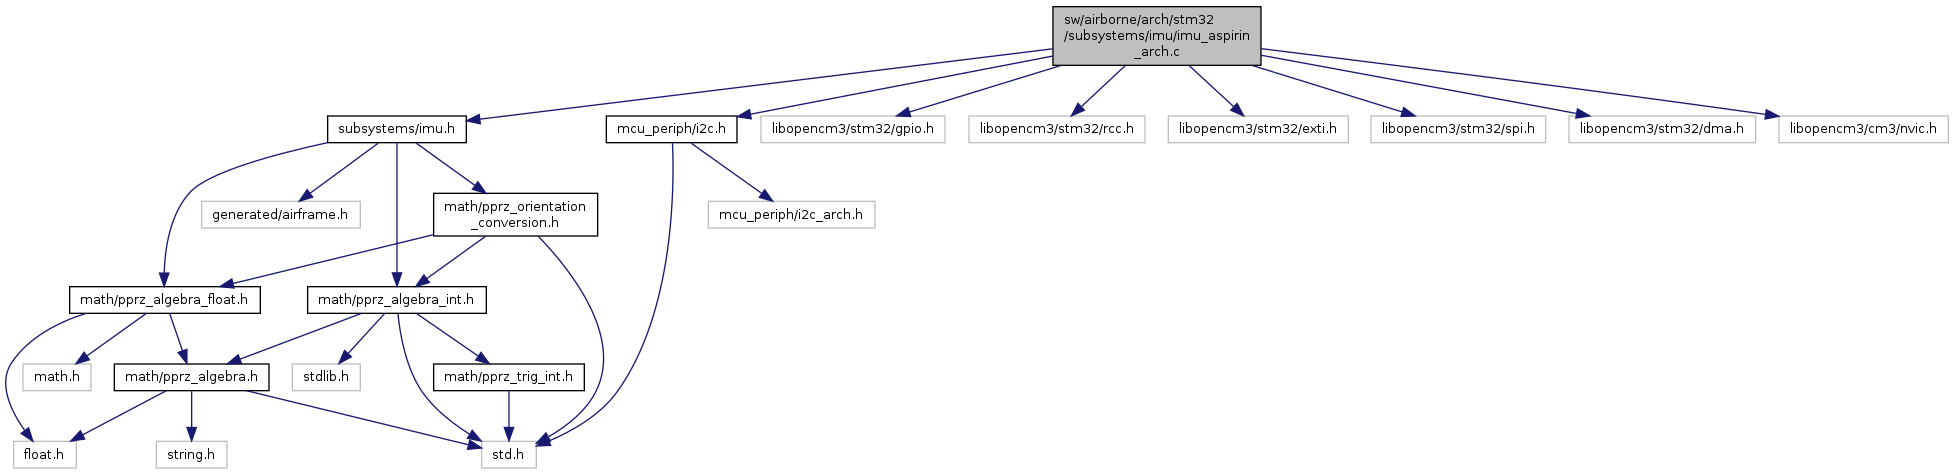 sw/airborne/arch/stm32
/subsystems/imu/imu_aspirin
_arch.c
subsystems/imu.h
mcu_periph/i2c.h
libopencm3/stm32/gpio.h
libopencm3/stm32/rcc.h
libopencm3/stm32/exti.h
libopencm3/stm32/spi.h
libopencm3/stm32/dma.h
libopencm3/cm3/nvic.h
generated/airframe.h
math/pprz_orientation
_conversion.h
mcu_periph/i2c_arch.h
math/pprz_algebra_float.h
math/pprz_algebra_int.h
math.h
math/pprz_algebra.h
stdlib.h
math/pprz_trig_int.h
float.h
string.h
std.h